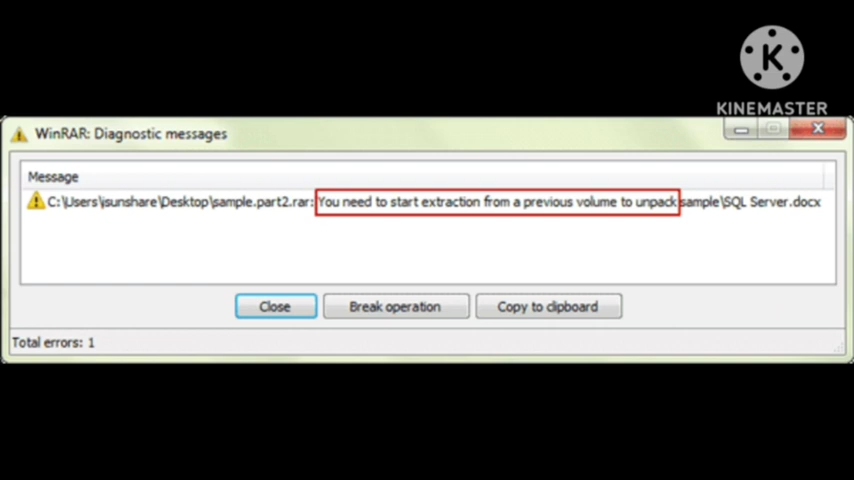 K
KINEMASTER
WinRAR: Diagnostic messages
Message
C:\Users\isunshare\Desktop\sample.part2.rar: You need to start extraction from a previous volume to unpack sample\SQL Server.docx
Close Break operation Copy to clipboard
Total errors: 1